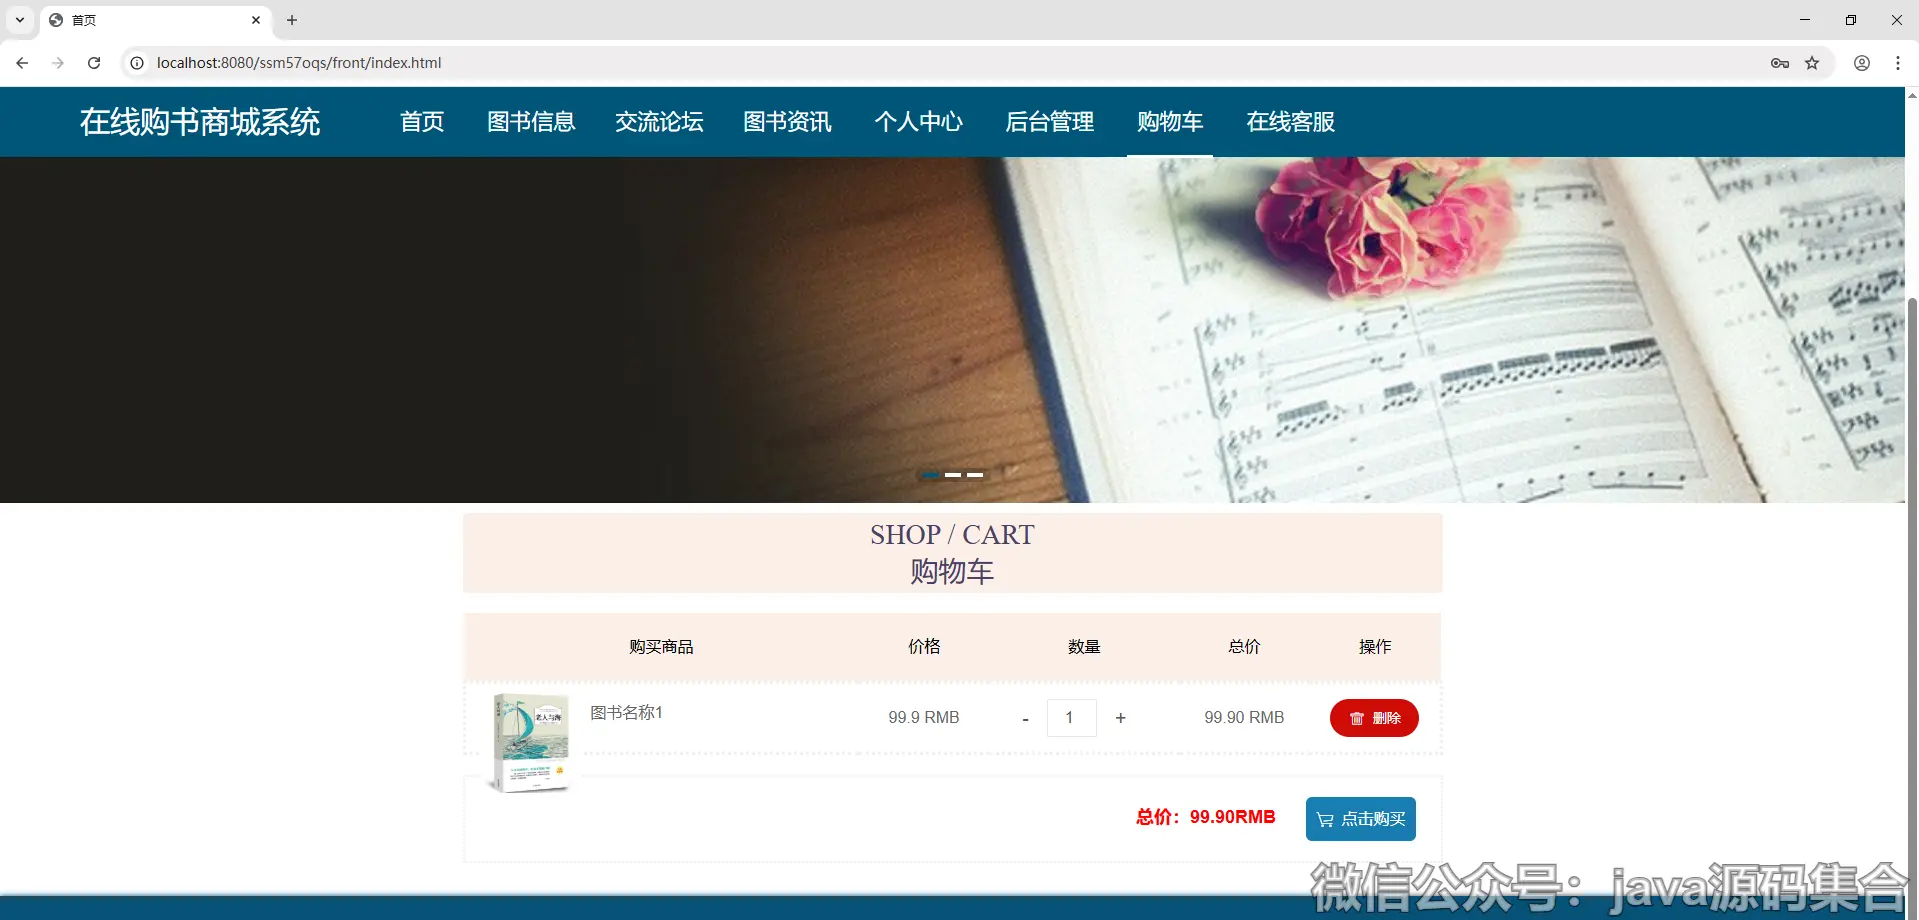 首页
localhost:8080/ssm57oqs/front/index.html
在线购书商城系统 首页 图书信息 交流论坛 图书资讯 个人中心 后台管理 购物车 在线客服
SHOP / CART
购物车
购买商品 价格 数量 总价 操作
老人与海
图书名称1 99.9 RMB - 1 + 99.90 RMB 删除
总价：99.90RMB 点击购买
微信公众号：java源码集合